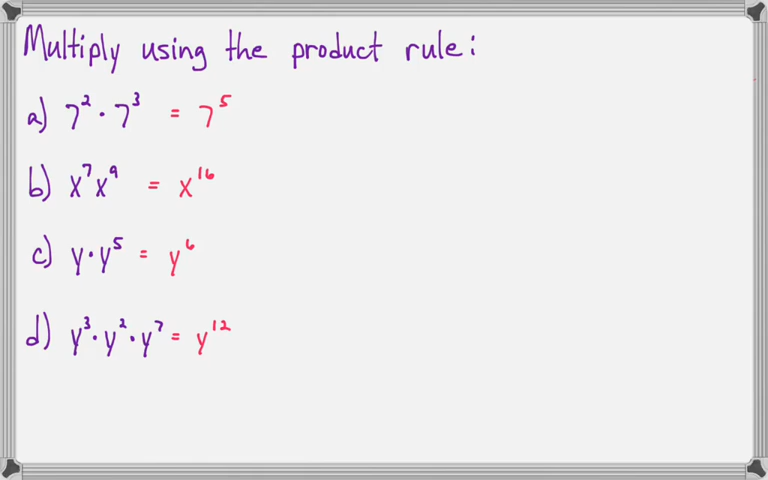 Multiply using the product rule:
a) 7² · 7³ = 7⁵
b) x⁷x⁹ = x¹⁶
c) y · y⁵ = y⁶
d) y³ · y² · y⁷ = y¹²